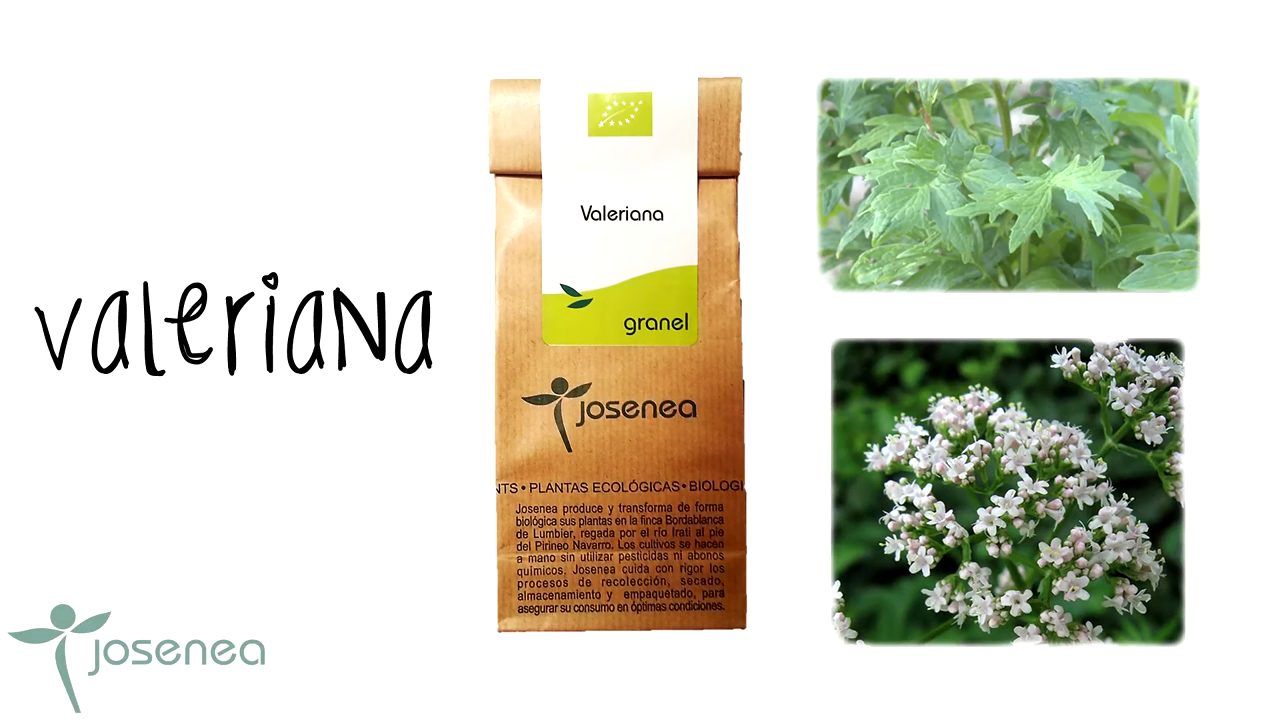 valeriana
Valeriana
granel
josenea
NTS • PLANTAS ECOLÓGICAS • BIOLOGI
Josenea produce y transforma de forma
biológica sus plantas en la finca Bordablanca
de Lumbier, regada por el río Irati al pie
del Pirineo Navarro. Los cultivos se hacen
a mano sin utilizar pesticidas ni abonos
químicos. Josenea cuida con rigor los
procesos de recolección, secado,
almacenamiento y empaquetado, para
asegurar su consumo en óptimas condiciones.
josenea